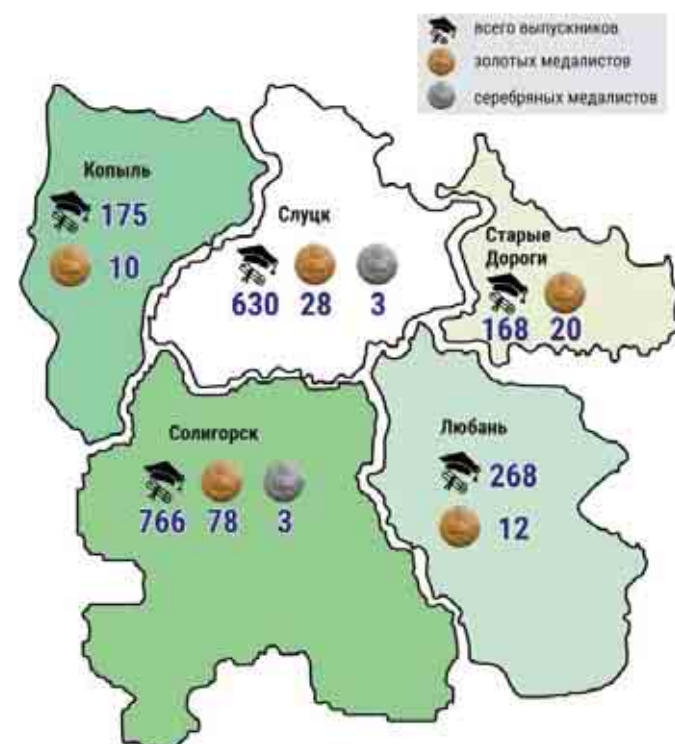 всего выпускников
золотых медалистов
серебряных медалистов
Копыль
175
10
Слуцк
630 28 3
Старые
Дороги
168 20
Солигорск
766 78 3
Любань
268
12